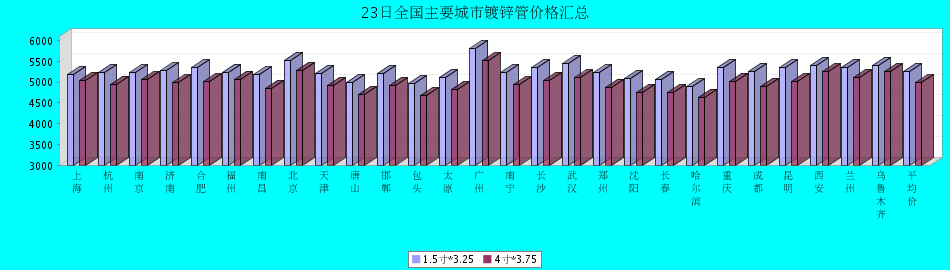 23日全国主要城市镀锌管价格汇总
6000
5500
5000
4500
4000
3500
3000
上海
杭州
南京
济南
合肥
福州
南昌
北京
天津
唐山
邯郸
包头
太原
广州
南宁
长沙
武汉
郑州
沈阳
长春
哈尔滨
重庆
成都
昆明
西安
兰州
乌鲁木齐
平均价
1.5寸*3.25
4寸*3.75